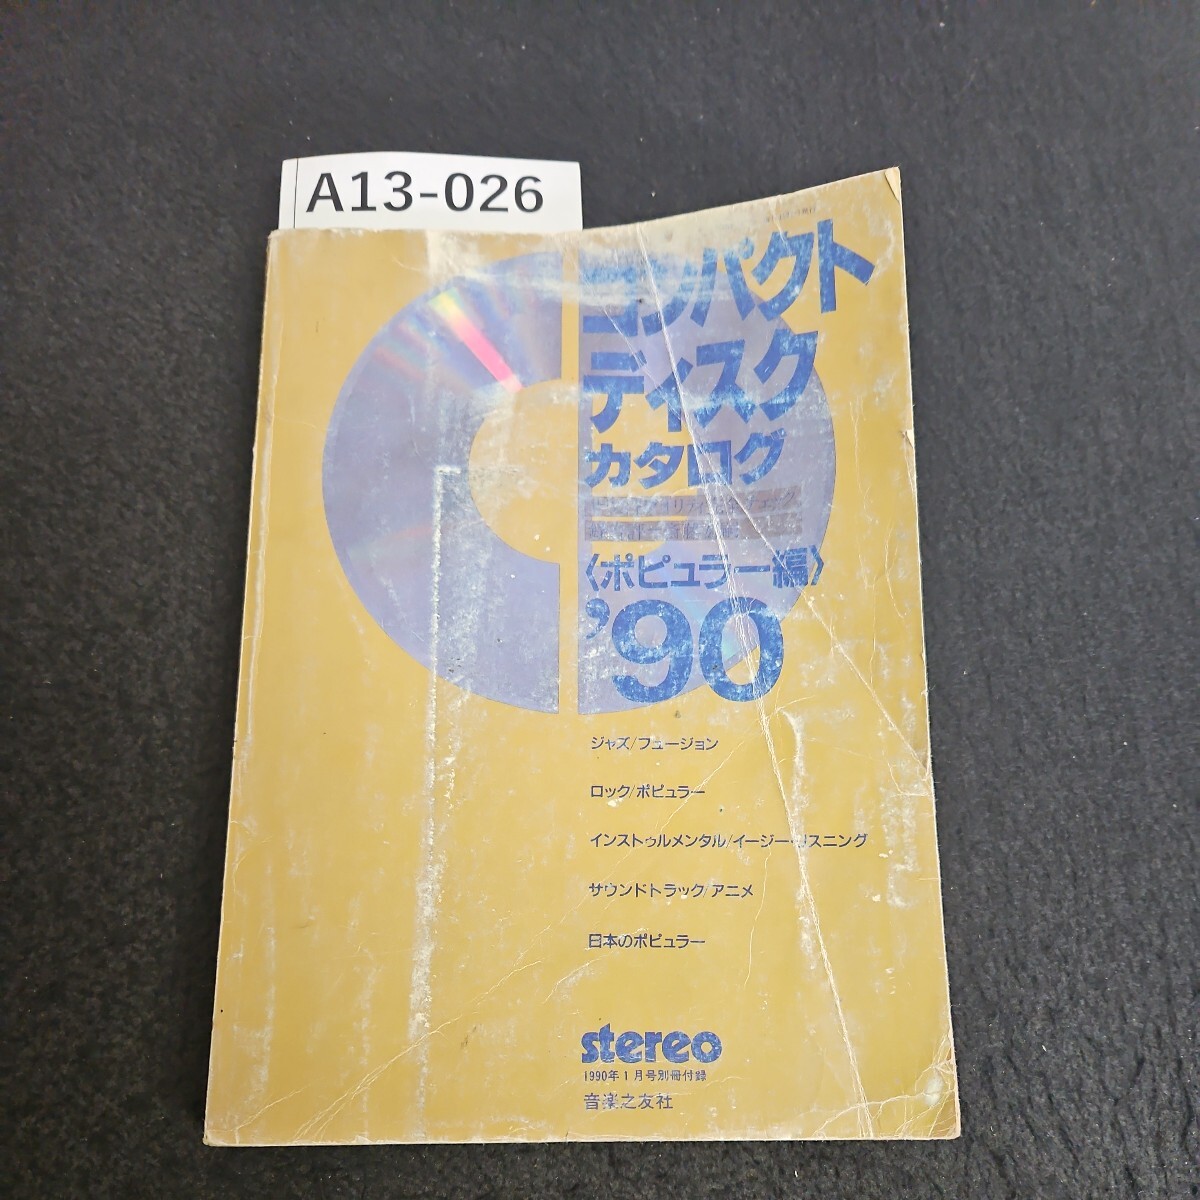 A13-026
コンパクト
ディスク
カタログ
〈ポピュラー編〉
'90
ジャズ/フュージョン
ロック/ポピュラー
インストゥルメンタル/イージー・リスニング
サウンドトラック/アニメ
日本のポピュラー
stereo
1990年1月号別冊付録
音楽之友社